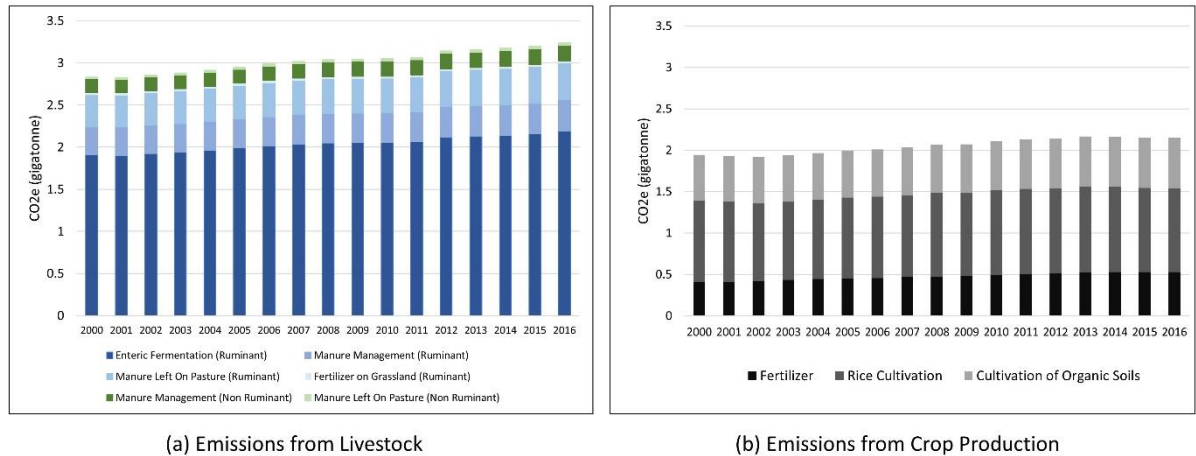 3.5
3
2.5
2
1.5
1
0.5
0
CO2e (gigatonne)
2000 2001 2002 2003 2004 2005 2006 2007 2008 2009 2010 2011 2012 2013 2014 2015 2016
Enteric Fermentation (Ruminant) Manure Management (Ruminant)
Manure Left On Pasture (Ruminant) Fertilizer on Grassland (Ruminant)
Manure Management (Non Ruminant) Manure Left On Pasture (Non Ruminant)
(a) Emissions from Livestock
3.5
3
2.5
2
1.5
1
0.5
0
CO2e (gigatonne)
2000 2001 2002 2003 2004 2005 2006 2007 2008 2009 2010 2011 2012 2013 2014 2015 2016
Fertilizer Rice Cultivation Cultivation of Organic Soils
(b) Emissions from Crop Production